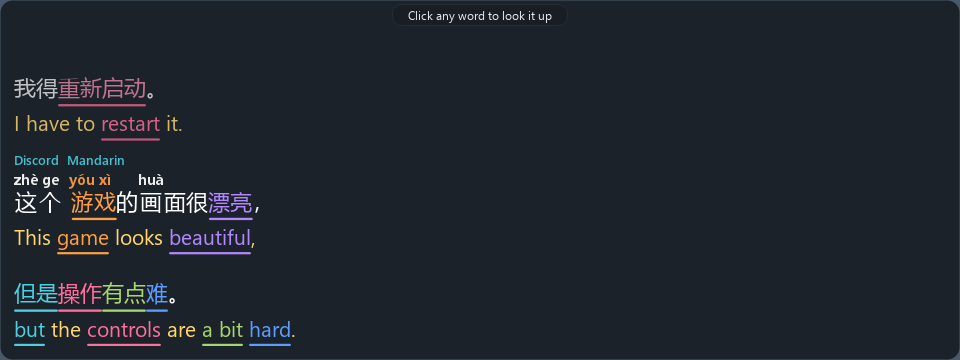 Click any word to look it up
我得重新启动。
I have to restart it.
Discord Mandarin
zhè ge yóu xì huà
这个 游戏的画面很漂亮,
This game looks beautiful,
但是操作有点难。
but the controls are a bit hard.